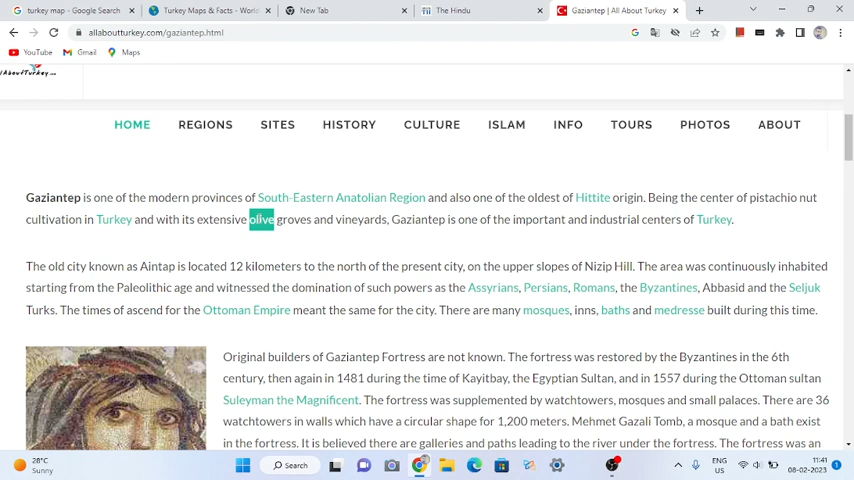 turkey map - Google Search
Turkey Maps & Facts - World
New Tab
The Hindu
Gaziantep | All About Turkey
allaboutturkey.com/gaziantep.html
YouTube
Gmail
Maps
HOME REGIONS SITES HISTORY CULTURE ISLAM INFO TOURS PHOTOS ABOUT
Gaziantep is one of the modern provinces of South-Eastern Anatolian Region and also one of the oldest of Hittite origin. Being the center of pistachio nut
cultivation in Turkey and with its extensive olive groves and vineyards, Gaziantep is one of the important and industrial centers of Turkey.
The old city known as Aintap is located 12 kilometers to the north of the present city, on the upper slopes of Nizip Hill. The area was continuously inhabited
starting from the Paleolithic age and witnessed the domination of such powers as the Assyrians, Persians, Romans, the Byzantines, Abbasid and the Seljuk
Turks. The times of ascend for the Ottoman Empire meant the same for the city. There are many mosques, inns, baths and medresse built during this time.
Original builders of Gaziantep Fortress are not known. The fortress was restored by the Byzantines in the 6th
century, then again in 1481 during the time of Kayitbay, the Egyptian Sultan, and in 1557 during the Ottoman sultan
Suleyman the Magnificent. The fortress was supplemented by watchtowers, mosques and small palaces. There are 36
watchtowers in walls which have a circular shape for 1,200 meters. Mehmet Gazali Tomb, a mosque and a bath exist
in the fortress. It is believed there are galleries and paths leading to the river under the fortress. The fortress was an
28°C
Sunny
Search
ENG
US
11:41
08-02-2023